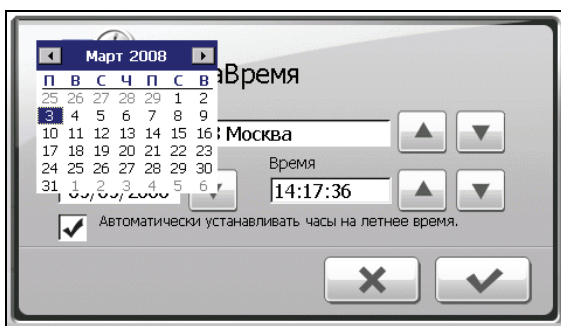 Март 2008
П В С Ч П С В
25 26 27 28 29 1 2
3 4 5 6 7 8 9
10 11 12 13 14 15 16
17 18 19 20 21 22 23
24 25 26 27 28 29 30
31 1 2 3 4 5 6
аВремя
Москва
Время
14:17:36
Автоматически устанавливать часы на летнее время.